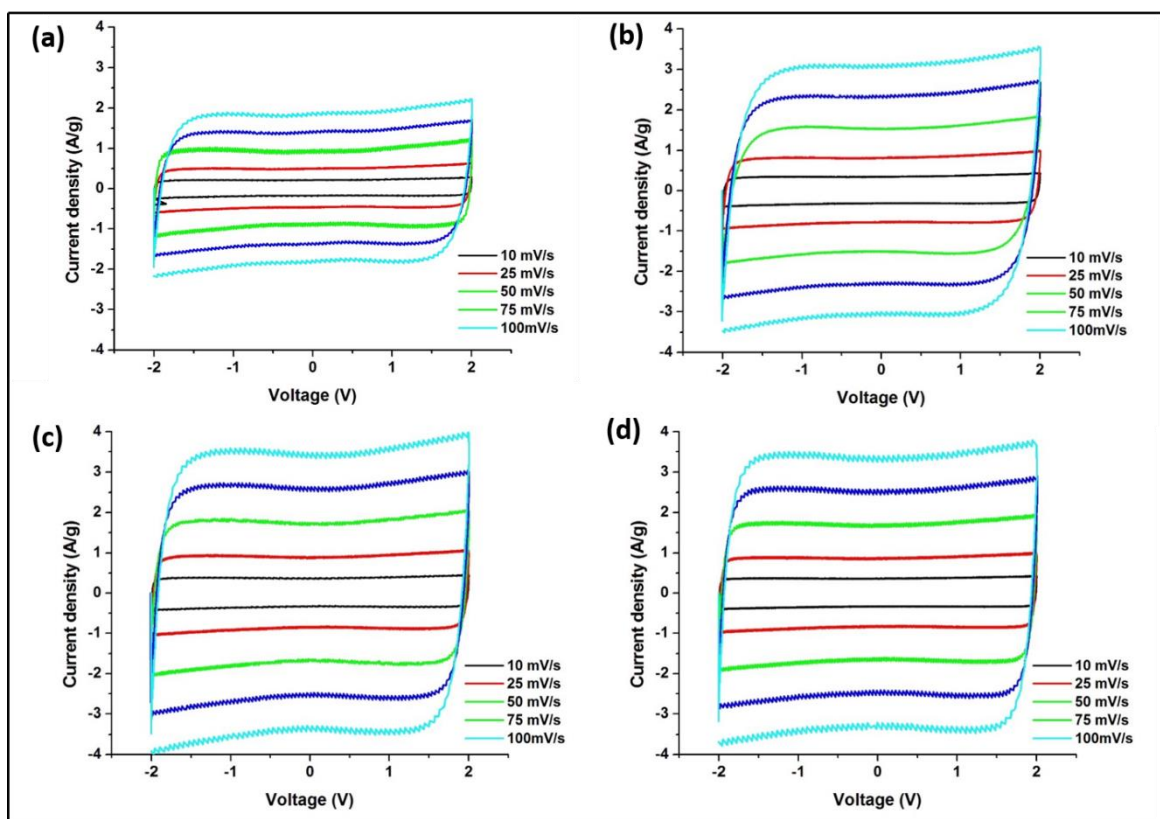 (a)
Current density (A/g)
4
3
2
1
0
-1
-2
-3
-4
10 mV/s
25 mV/s
50 mV/s
75 mV/s
100mV/s
-2 -1 0 1 2
Voltage (V)
(b)
Current density (A/g)
4
3
2
1
0
-1
-2
-3
-4
10 mV/s
25 mV/s
50 mV/s
75 mV/s
100mV/s
-2 -1 0 1 2
Voltage (V)
(c)
Current density (A/g)
4
3
2
1
0
-1
-2
-3
-4
10 mV/s
25 mV/s
50 mV/s
75 mV/s
100mV/s
-2 -1 0 1 2
Voltage (V)
(d)
Current density (A/g)
4
3
2
1
0
-1
-2
-3
-4
10 mV/s
25 mV/s
50 mV/s
75 mV/s
100mV/s
-2 -1 0 1 2
Voltage (V)